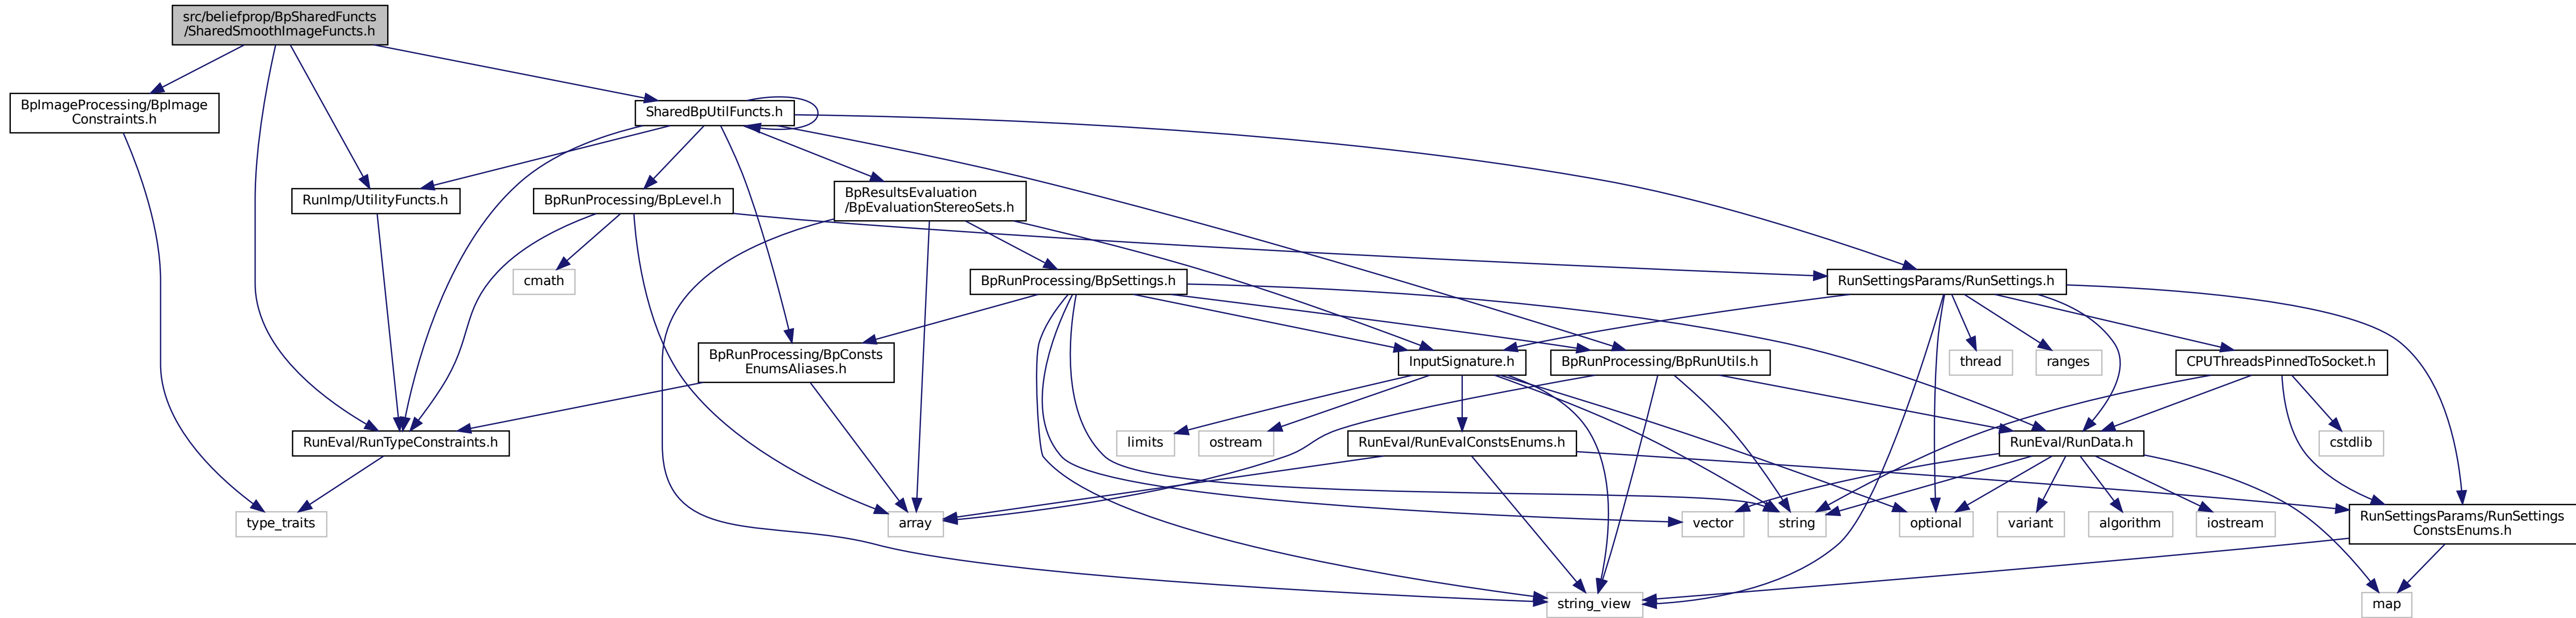 src/beliefprop/BpSharedFuncts
/SharedSmoothImageFuncts.h
BpImageProcessing/BpImage
Constraints.h
SharedBpUtilFuncts.h
RunImp/UtilityFuncts.h
BpRunProcessing/BpLevel.h
BpResultsEvaluation
/BpEvaluationStereoSets.h
cmath
BpRunProcessing/BpSettings.h
RunSettingsParams/RunSettings.h
BpRunProcessing/BpConsts
EnumsAliases.h
InputSignature.h
BpRunProcessing/BpRunUtils.h
thread
ranges
CPUThreadsPinnedToSocket.h
RunEval/RunTypeConstraints.h
limits
ostream
RunEval/RunEvalConstsEnums.h
RunEval/RunData.h
cstdlib
type_traits
array
vector
string
optional
variant
algorithm
iostream
RunSettingsParams/RunSettings
ConstsEnums.h
string_view
map